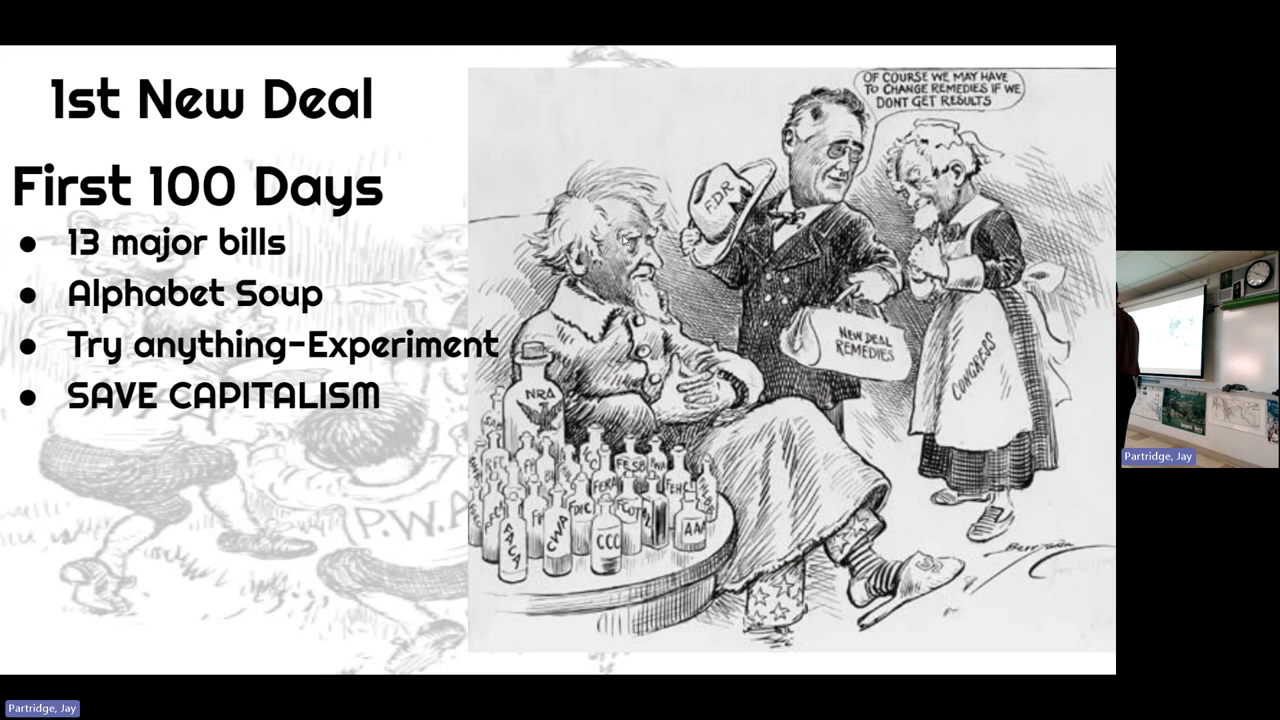 1st New Deal
First 100 Days
● 13 major bills
● Alphabet Soup
● Try anything-Experiment
● SAVE CAPITALISM
OF COURSE WE MAY HAVE
TO CHANGE REMEDIES IF WE
DONT GET RESULTS
FDR
NEW DEAL
REMEDIES
CONGRESS
NRA
FESB
FERA
FEHC
FDIC
CWA
CCC
AAA
P.W.A
Partridge, Jay
Partridge, Jay